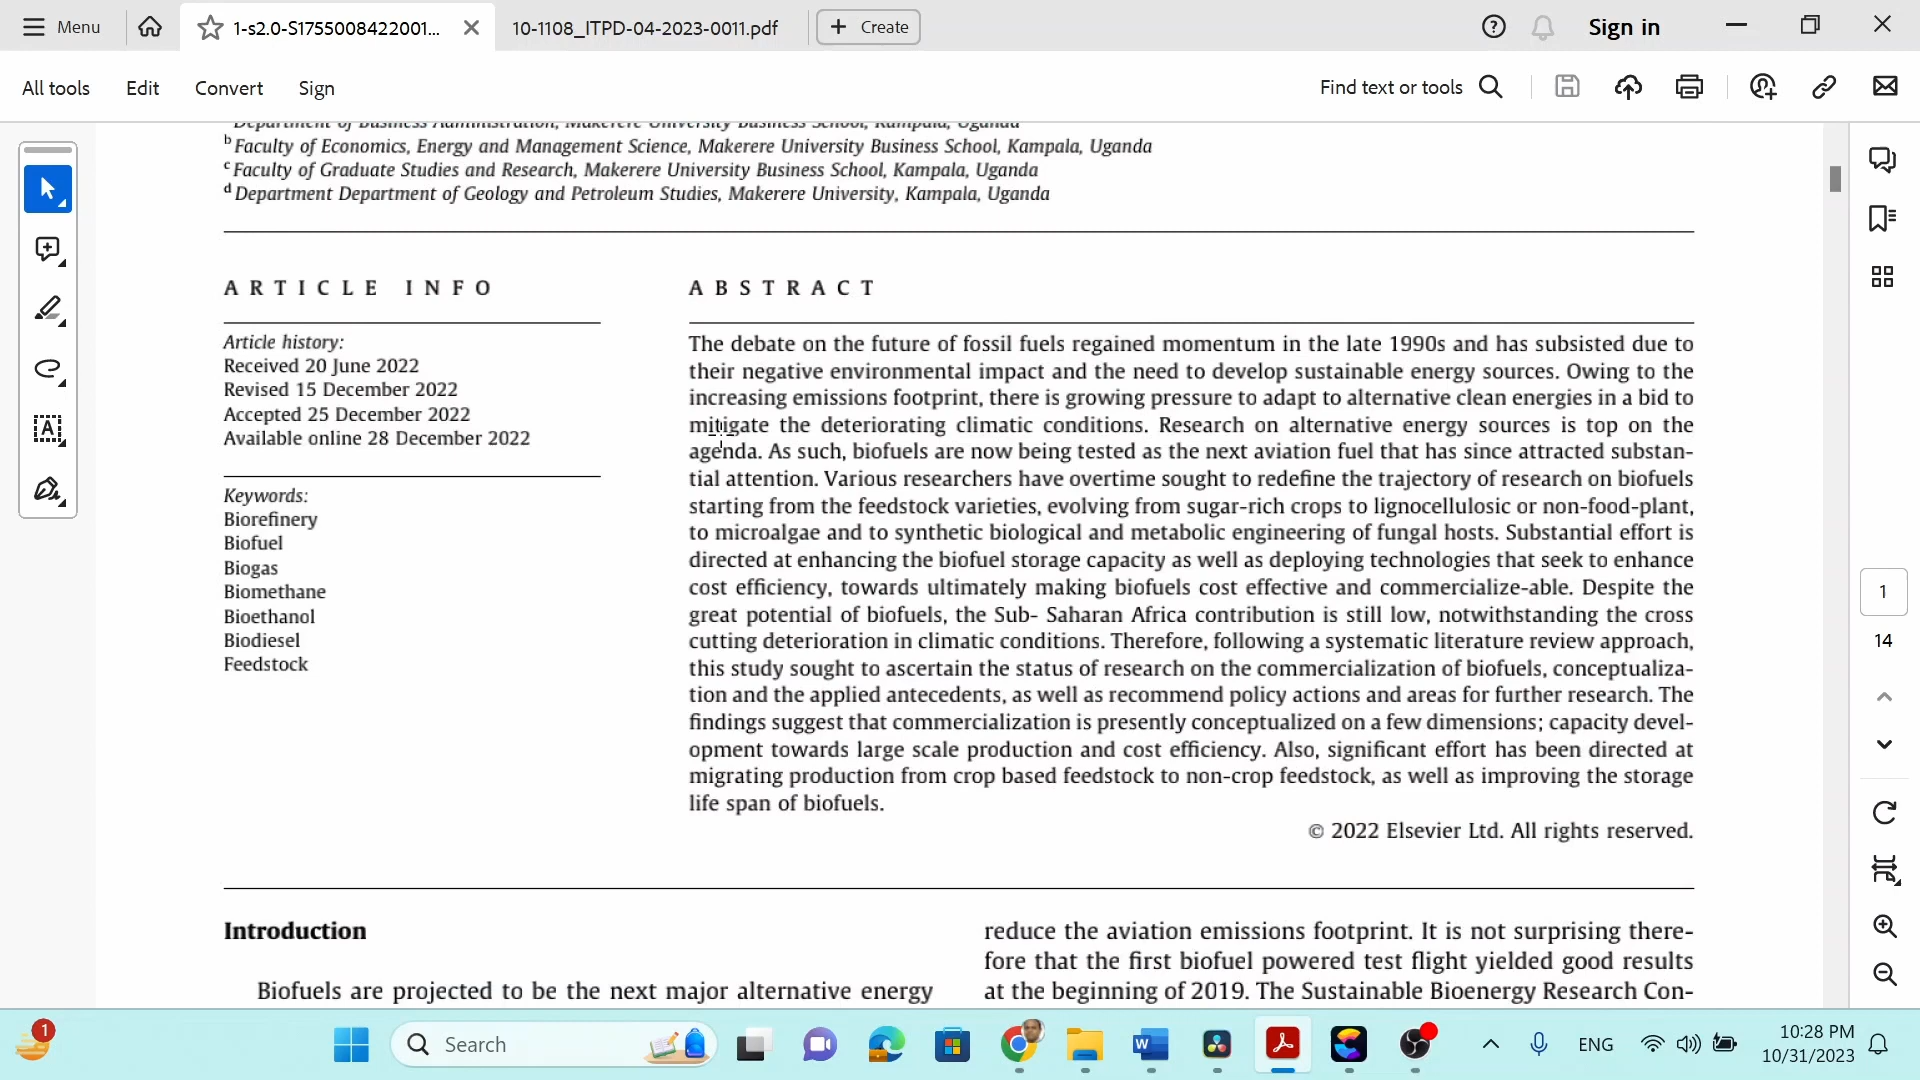 Menu
1-s2.0-S1755008422001...
10-1108_ITPD-04-2023-0011.pdf
Create
Sign in
All tools
Edit
Convert
Sign
Find text or tools
Department of Business Administration, Makerere University Business School, Kampala, Uganda
b Faculty of Economics, Energy and Management Science, Makerere University Business School, Kampala, Uganda
c Faculty of Graduate Studies and Research, Makerere University Business School, Kampala, Uganda
d Department Department of Geology and Petroleum Studies, Makerere University, Kampala, Uganda
ARTICLE INFO
Article history:
Received 20 June 2022
Revised 15 December 2022
Accepted 25 December 2022
Available online 28 December 2022
Keywords:
Biorefinery
Biofuel
Biogas
Biomethane
Bioethanol
Biodiesel
Feedstock
ABSTRACT
The debate on the future of fossil fuels regained momentum in the late 1990s and has subsisted due to
their negative environmental impact and the need to develop sustainable energy sources. Owing to the
increasing emissions footprint, there is growing pressure to adapt to alternative clean energies in a bid to
mitigate the deteriorating climatic conditions. Research on alternative energy sources is top on the
agenda. As such, biofuels are now being tested as the next aviation fuel that has since attracted substan-
tial attention. Various researchers have overtime sought to redefine the trajectory of research on biofuels
starting from the feedstock varieties, evolving from sugar-rich crops to lignocellulosic or non-food-plant,
to microalgae and to synthetic biological and metabolic engineering of fungal hosts. Substantial effort is
directed at enhancing the biofuel storage capacity as well as deploying technologies that seek to enhance
cost efficiency, towards ultimately making biofuels cost effective and commercialize-able. Despite the
great potential of biofuels, the Sub- Saharan Africa contribution is still low, notwithstanding the cross
cutting deterioration in climatic conditions. Therefore, following a systematic literature review approach,
this study sought to ascertain the status of research on the commercialization of biofuels, conceptualiza-
tion and the applied antecedents, as well as recommend policy actions and areas for further research. The
findings suggest that commercialization is presently conceptualized on a few dimensions; capacity devel-
opment towards large scale production and cost efficiency. Also, significant effort has been directed at
migrating production from crop based feedstock to non-crop feedstock, as well as improving the storage
life span of biofuels.
© 2022 Elsevier Ltd. All rights reserved.
Introduction
Biofuels are projected to be the next major alternative energy
reduce the aviation emissions footprint. It is not surprising there-
fore that the first biofuel powered test flight yielded good results
at the beginning of 2019. The Sustainable Bioenergy Research Con-
1
14
1
Search
ENG
10:28 PM
10/31/2023